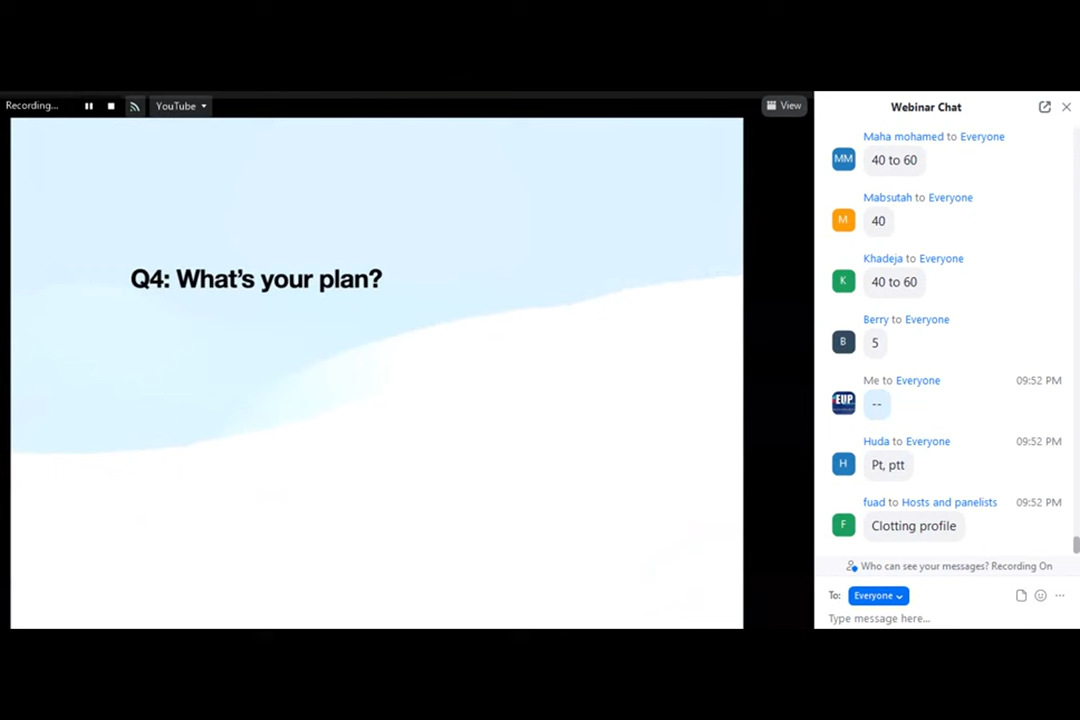 Recording...
YouTube
View
Q4: What's your plan?
Webinar Chat
Maha mohamed to Everyone
MM
40 to 60
Mabsutah to Everyone
M
40
Khadeja to Everyone
K
40 to 60
Berry to Everyone
B
5
Me to Everyone 09:52 PM
EUP
--
Huda to Everyone 09:52 PM
H
Pt, ptt
fuad to Hosts and panelists 09:52 PM
F
Clotting profile
Who can see your messages? Recording On
To: Everyone
Type message here...